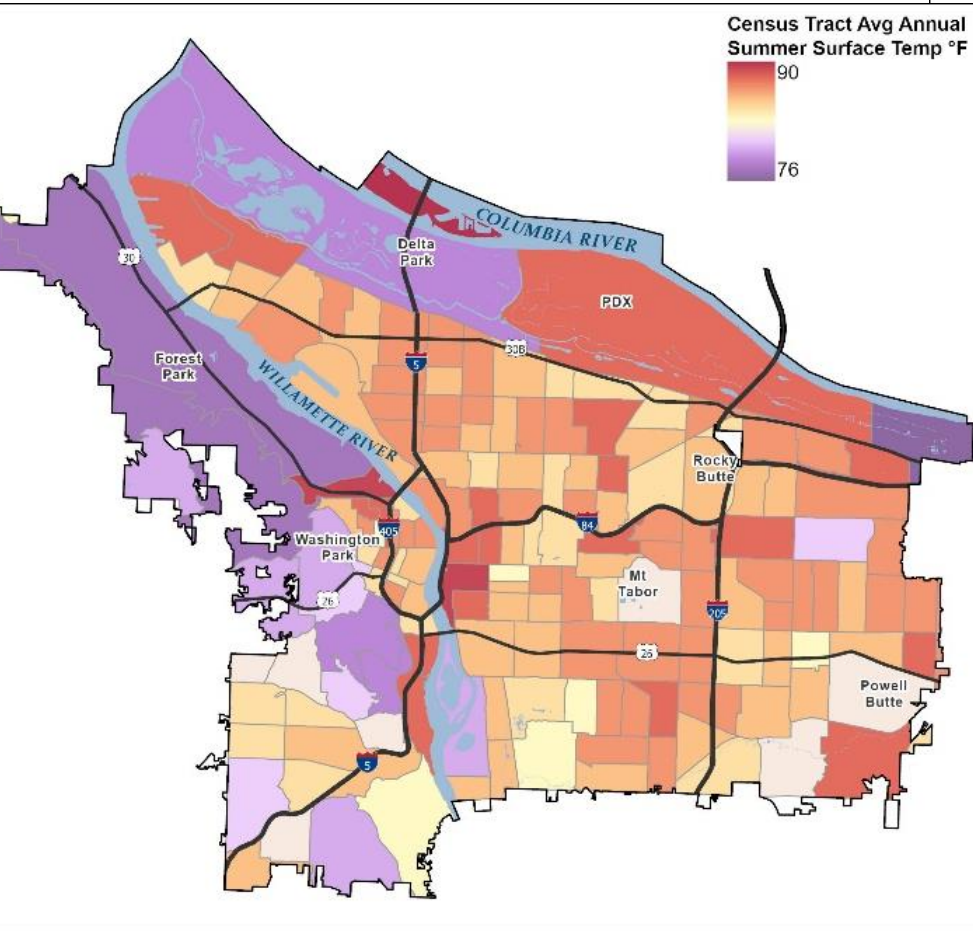 Census Tract Avg Annual
Summer Surface Temp °F
90
76
COLUMBIA RIVER
Delta
Park
30
PDX
30B
Forest
Park
5
WILLAMETTE RIVER
Rocky
Butte
405
84
Washington
Park
Mt
Tabor
26
205
26
Powell
Butte
5